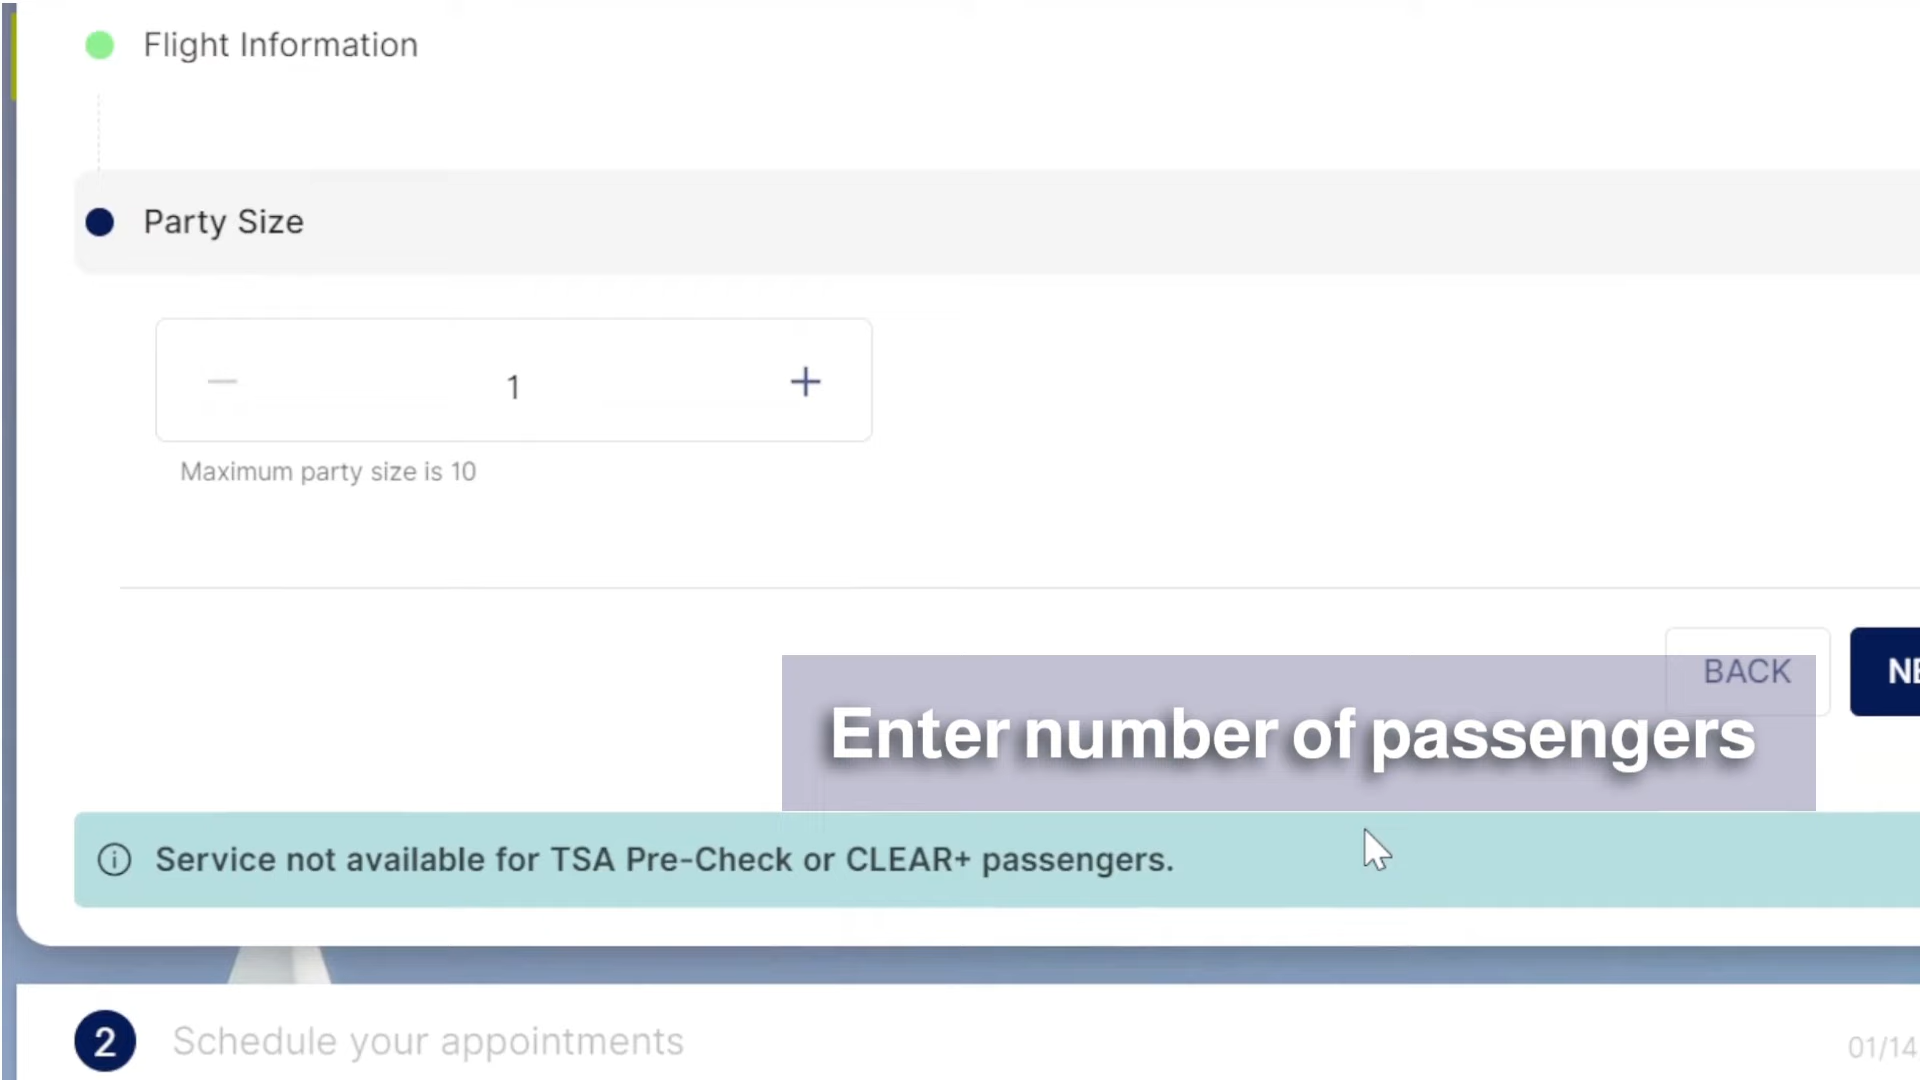 Flight Information
Party Size
1
Maximum party size is 10
BACK
Enter number of passengers
Service not available for TSA Pre-Check or CLEAR+ passengers.
2 Schedule your appointments
01/14